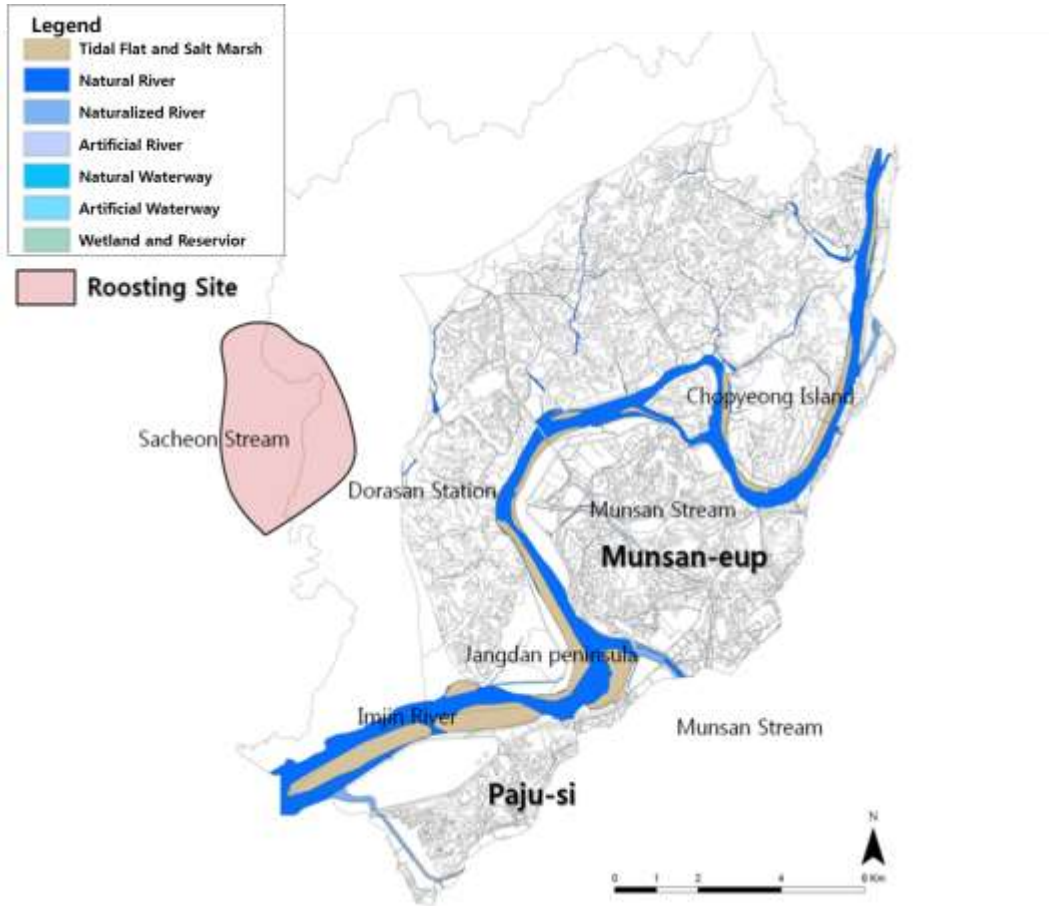 Legend
Tidal Flat and Salt Marsh
Natural River
Naturalized River
Artificial River
Natural Waterway
Artificial Waterway
Wetland and Reservior
Roosting Site
Chopyeong Island
Sacheon Stream
Dorasan Station
Munsan Stream
Munsan-eup
Jangdan peninsula
Imjin River
Munsan Stream
Paju-si
N
0 1 2 4 6 Km